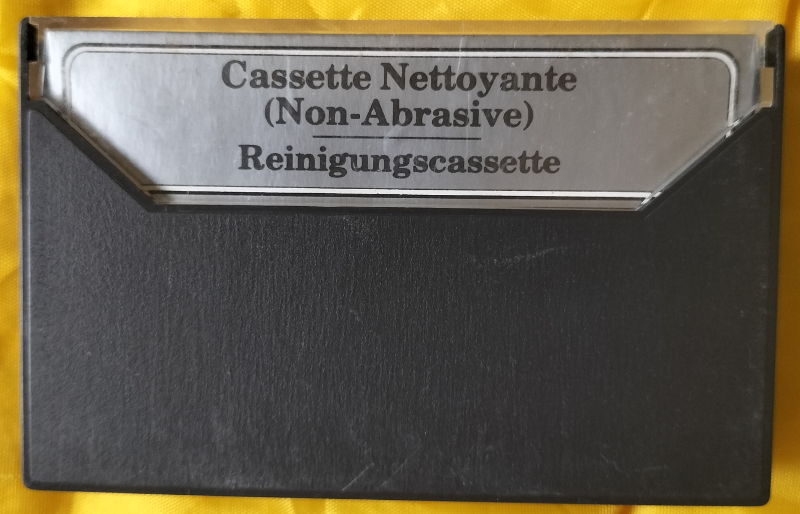 Cassette Nettoyante
(Non-Abrasive)
Reinigungscassette